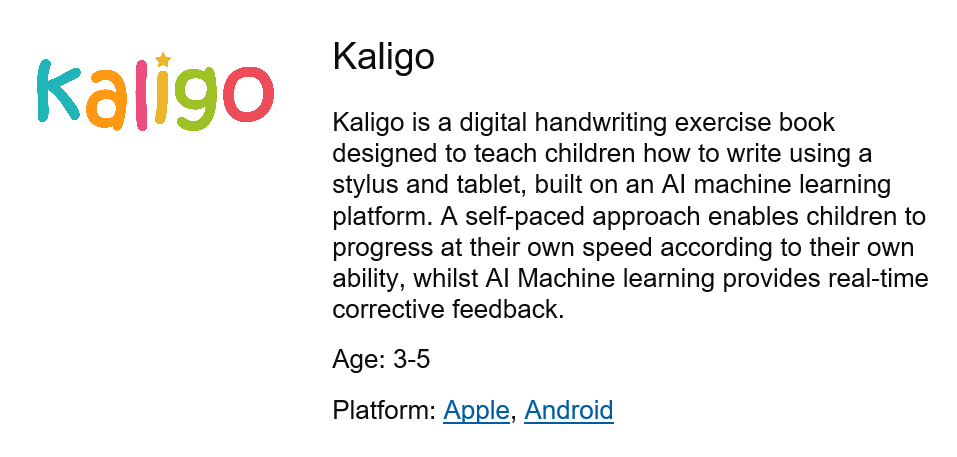 kaligo
Kaligo
Kaligo is a digital handwriting exercise book
designed to teach children how to write using a
stylus and tablet, built on an AI machine learning
platform. A self-paced approach enables children to
progress at their own speed according to their own
ability, whilst AI Machine learning provides real-time
corrective feedback.
Age: 3-5
Platform: Apple, Android